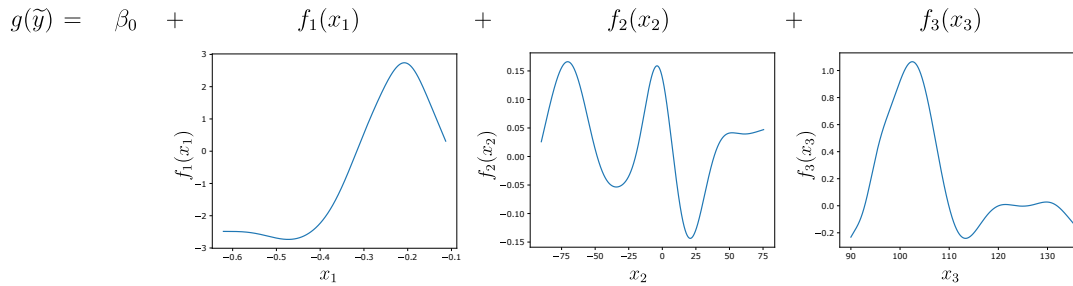 g(ỹ) = β₀ + f₁(x₁) + f₂(x₂) + f₃(x₃)
3
2
1
0
−1
−2
−3
f₁(x₁)
−0.6 −0.5 −0.4 −0.3 −0.2 −0.1
x₁
0.15
0.10
0.05
0.00
−0.05
−0.10
−0.15
f₂(x₂)
−75 −50 −25 0 25 50 75
x₂
1.0
0.8
0.6
0.4
0.2
0.0
−0.2
f₃(x₃)
90 100 110 120 130
x₃